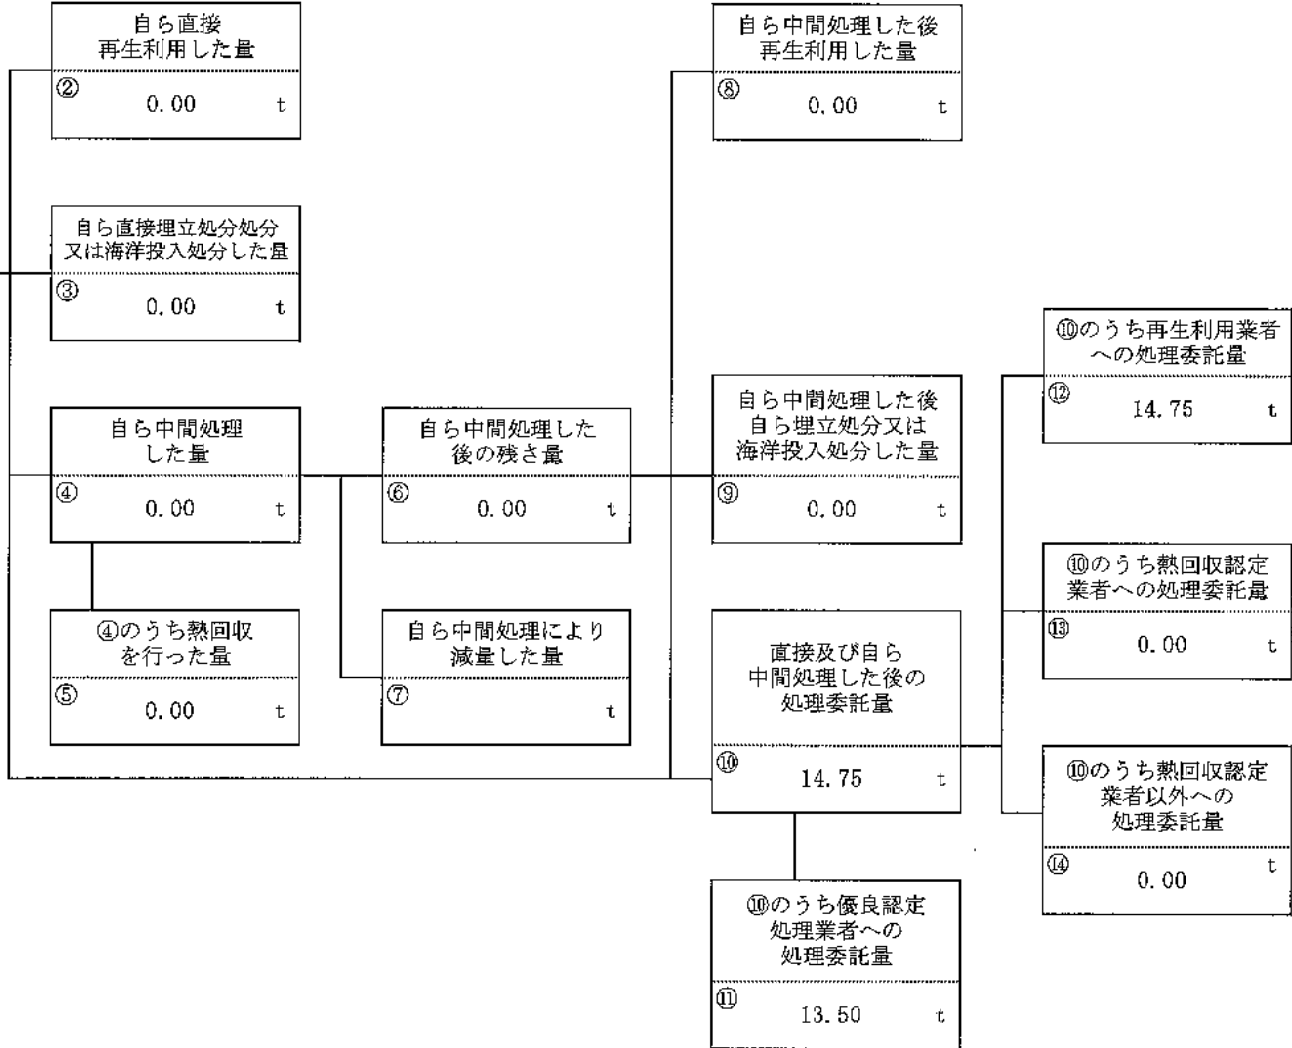 自ら直接
再生利用した量
② 0.00 t
自ら直接埋立処分処分
又は海洋投入処分した量
③ 0.00 t
自ら中間処理
した量
④ 0.00 t
④のうち熱回収
を行った量
⑤ 0.00 t
自ら中間処理した
後の残さ量
⑥ 0.00 t
自ら中間処理により
減量した量
⑦ t
自ら中間処理した後
再生利用した量
⑧ 0.00 t
自ら中間処理した後
自ら埋立処分又は
海洋投入処分した量
⑨ 0.00 t
直接及び自ら
中間処理した後の
処理委託量
⑩ 14.75 t
⑩のうち優良認定
処理業者への
処理委託量
⑪ 13.50 t
⑩のうち再生利用業者
への処理委託量
⑫ 14.75 t
⑩のうち熱回収認定
業者への処理委託量
⑬ 0.00 t
⑩のうち熱回収認定
業者以外への
処理委託量
⑭ 0.00 t